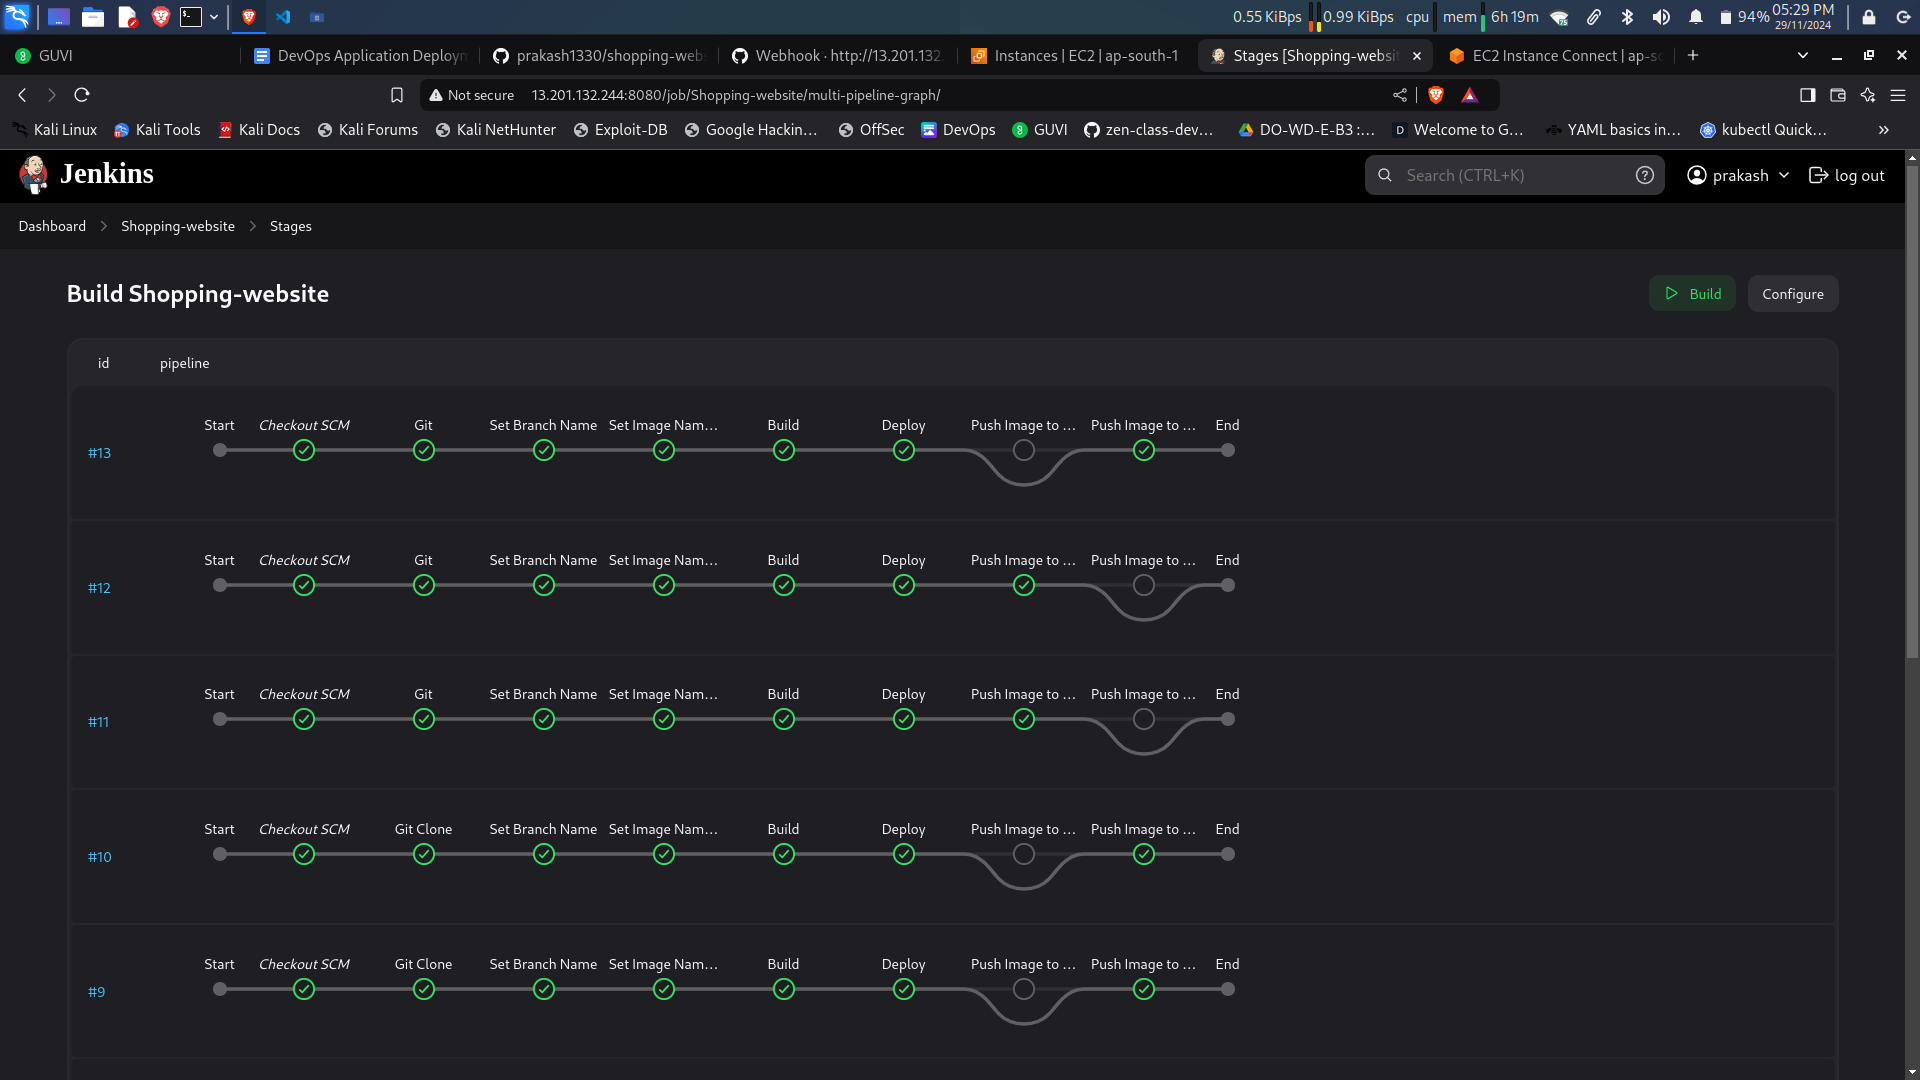 0.55 KiBps 0.99 KiBps cpu mem 6h 19m 94% 05:29 PM
29/11/2024
GUVI DevOps Application Deploym prakash1330/shopping-web Webhook · http://13.201.132. Instances | EC2 | ap-south-1 Stages [Shopping-websit EC2 Instance Connect | ap-so
Not secure 13.201.132.244:8080/job/Shopping-website/multi-pipeline-graph/
Kali Linux Kali Tools Kali Docs Kali Forums Kali NetHunter Exploit-DB Google Hackin... OffSec DevOps GUVI zen-class-dev... DO-WD-E-B3 :... Welcome to G... YAML basics in... kubectl Quick... »
Jenkins Search (CTRL+K) prakash log out
Dashboard Shopping-website Stages
Build Shopping-website Build Configure
id pipeline
Start Checkout SCM Git Set Branch Name Set Image Nam... Build Deploy Push Image to ... Push Image to ... End
#13
Start Checkout SCM Git Set Branch Name Set Image Nam... Build Deploy Push Image to ... Push Image to ... End
#12
Start Checkout SCM Git Set Branch Name Set Image Nam... Build Deploy Push Image to ... Push Image to ... End
#11
Start Checkout SCM Git Clone Set Branch Name Set Image Nam... Build Deploy Push Image to ... Push Image to ... End
#10
Start Checkout SCM Git Clone Set Branch Name Set Image Nam... Build Deploy Push Image to ... Push Image to ... End
#9